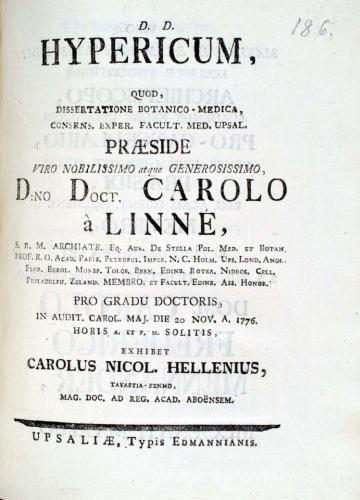 186.
D. D.
HYPERICUM,
QUOD,
DISSERTATIONE BOTANICO-MEDICA,
CONSENS. EXPER. FACULT. MED. UPSAL.
PRÆSIDE
VIRO NOBILISSIMO atque GENEROSISSIMO,
D:NO DOCT. CAROLO
à LINNÉ,
S. R. M. ARCHIATR. EQ. AUR. DE STELLA POL. MED. ET BOTAN.
PROF. R. O. ACAD. PARIS. PETROPOL. IMPER. N. C. HOLM. UPS. LOND. ANGL.
FLOR. BEROL. MONSP. TOLOS. BERN. EDINB. ROTER. NIDROS. CELL.
PHILADELPH. ZELAND. MEMBRO. ET FACULT. EDINB. ASS. HONOR.
PRO GRADU DOCTORIS,
IN AUDIT. CAROL. MAJ. DIE 20 NOV. A. 1776.
HORIS A. ET P. M. SOLITIS,
EXHIBET
CAROLUS NICOL. HELLENIUS,
TAVASTIA-FENNO,
MAG. DOC. AD REG. ACAD. ABOËNSEM.
UPSALIÆ, Typis EDMANNIANIS.